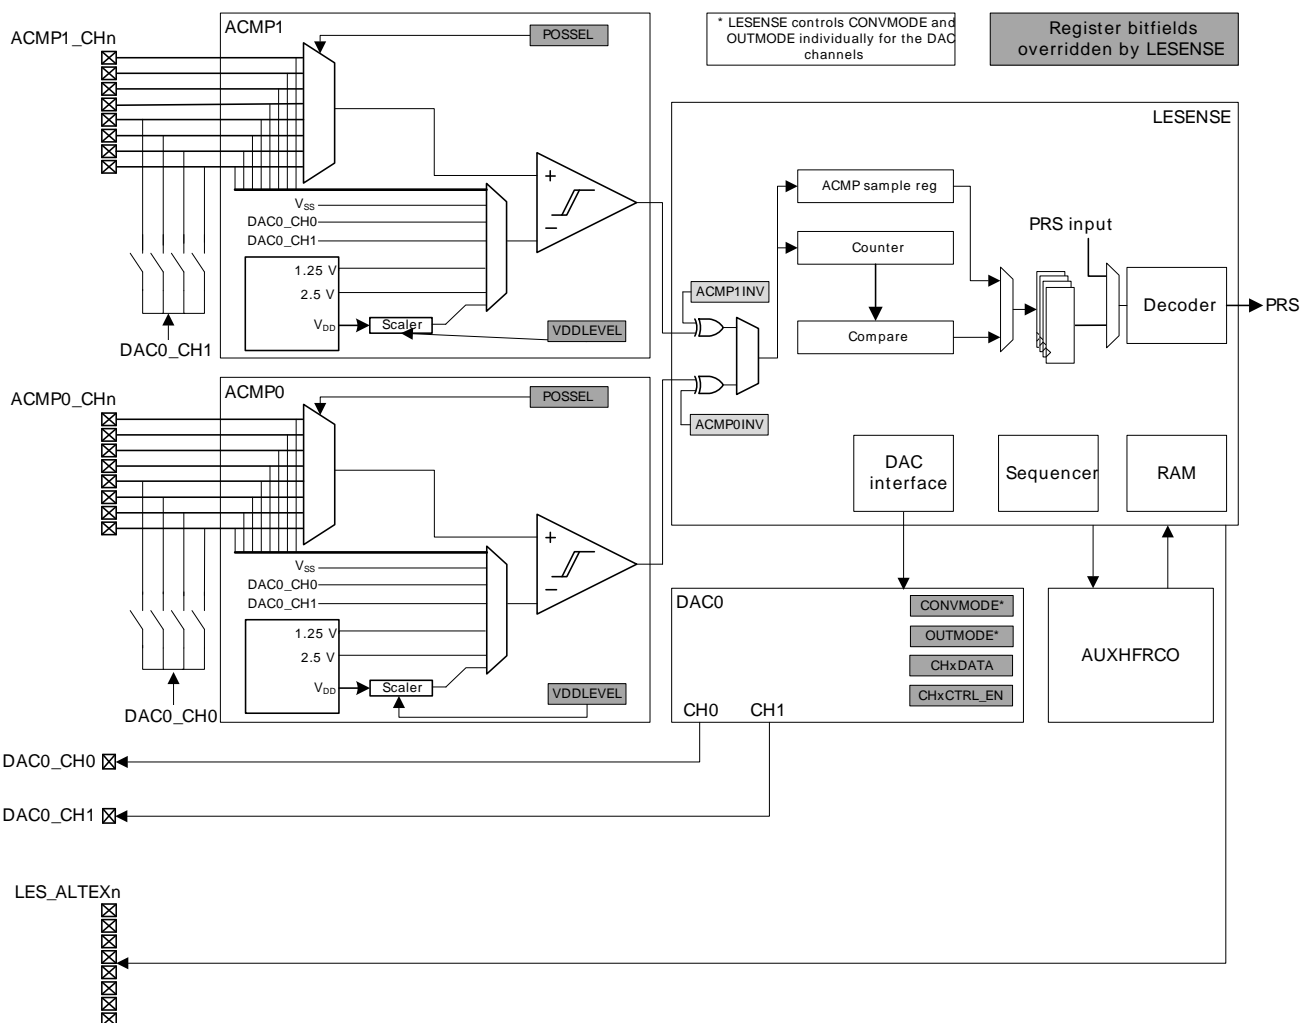 ACMP1_CHn
ACMP1
POSSEL
* LESENSE controls CONVMODE and
OUTMODE individually for the DAC
channels
Register bitfields
overridden by LESENSE
LESENSE
VSS
DAC0_CH0
DAC0_CH1
1.25 V
2.5 V
VDD
Scaler
VDDLEVEL
DAC0_CH1
ACMP sample reg
Counter
Compare
PRS input
Decoder
PRS
ACMP1INV
ACMP0INV
ACMP0_CHn
ACMP0
POSSEL
VSS
DAC0_CH0
DAC0_CH1
1.25 V
2.5 V
VDD
Scaler
VDDLEVEL
DAC0_CH0
DAC
interface
Sequencer
RAM
DAC0
CONVMODE*
OUTMODE*
CHxDATA
CHxCTRL_EN
CH0
CH1
AUXHFRCO
DAC0_CH0
DAC0_CH1
LES_ALTEXn